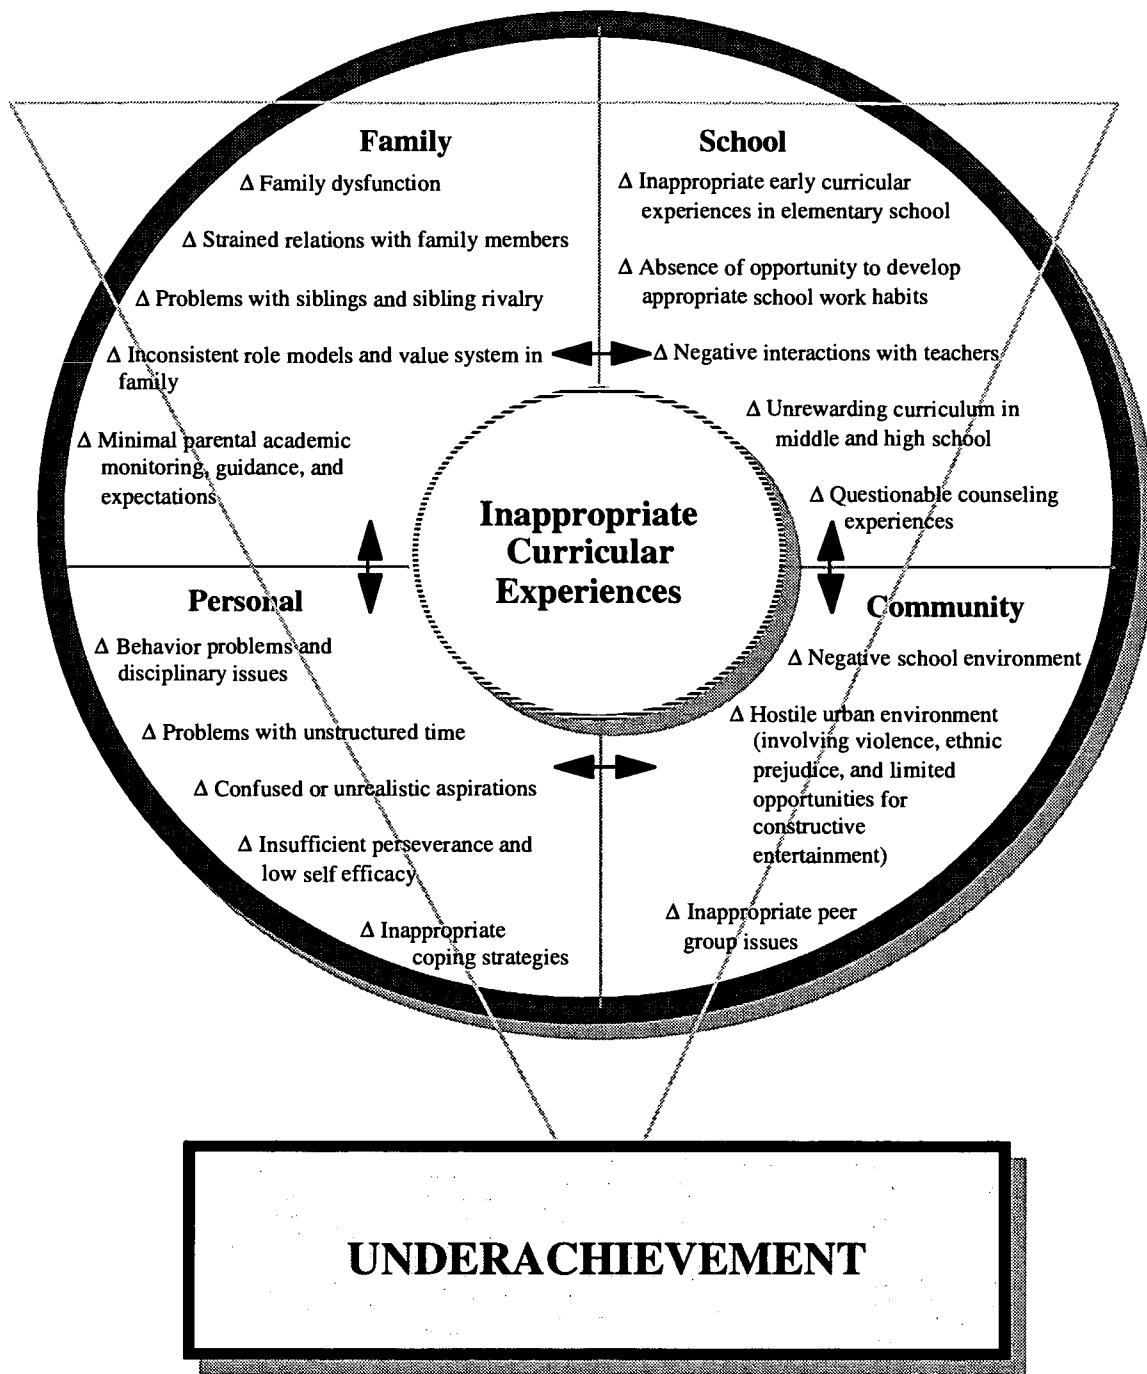 Family
Δ Family dysfunction
Δ Strained relations with family members
Δ Problems with siblings and sibling rivalry
Δ Inconsistent role models and value system in
family
Δ Minimal parental academic
monitoring, guidance, and
expectations
School
Δ Inappropriate early curricular
experiences in elementary school
Δ Absence of opportunity to develop
appropriate school work habits
Δ Negative interactions with teachers
Δ Unrewarding curriculum in
middle and high school
Δ Questionable counseling
experiences
Inappropriate
Curricular
Experiences
Personal
Δ Behavior problems and
disciplinary issues
Δ Problems with unstructured time
Δ Confused or unrealistic aspirations
Δ Insufficient perseverance and
low self efficacy
Δ Inappropriate
coping strategies
Community
Δ Negative school environment
Δ Hostile urban environment
(involving violence, ethnic
prejudice, and limited
opportunities for
constructive
entertainment)
Δ Inappropriate peer
group issues
UNDERACHIEVEMENT